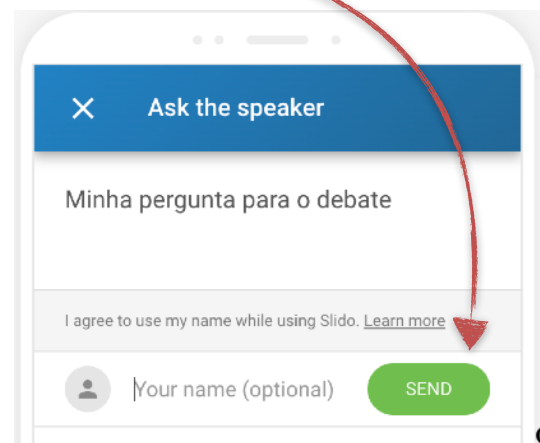 Ask the speaker
Minha pergunta para o debate
I agree to use my name while using Slido. Learn more
Your name (optional)
SEND